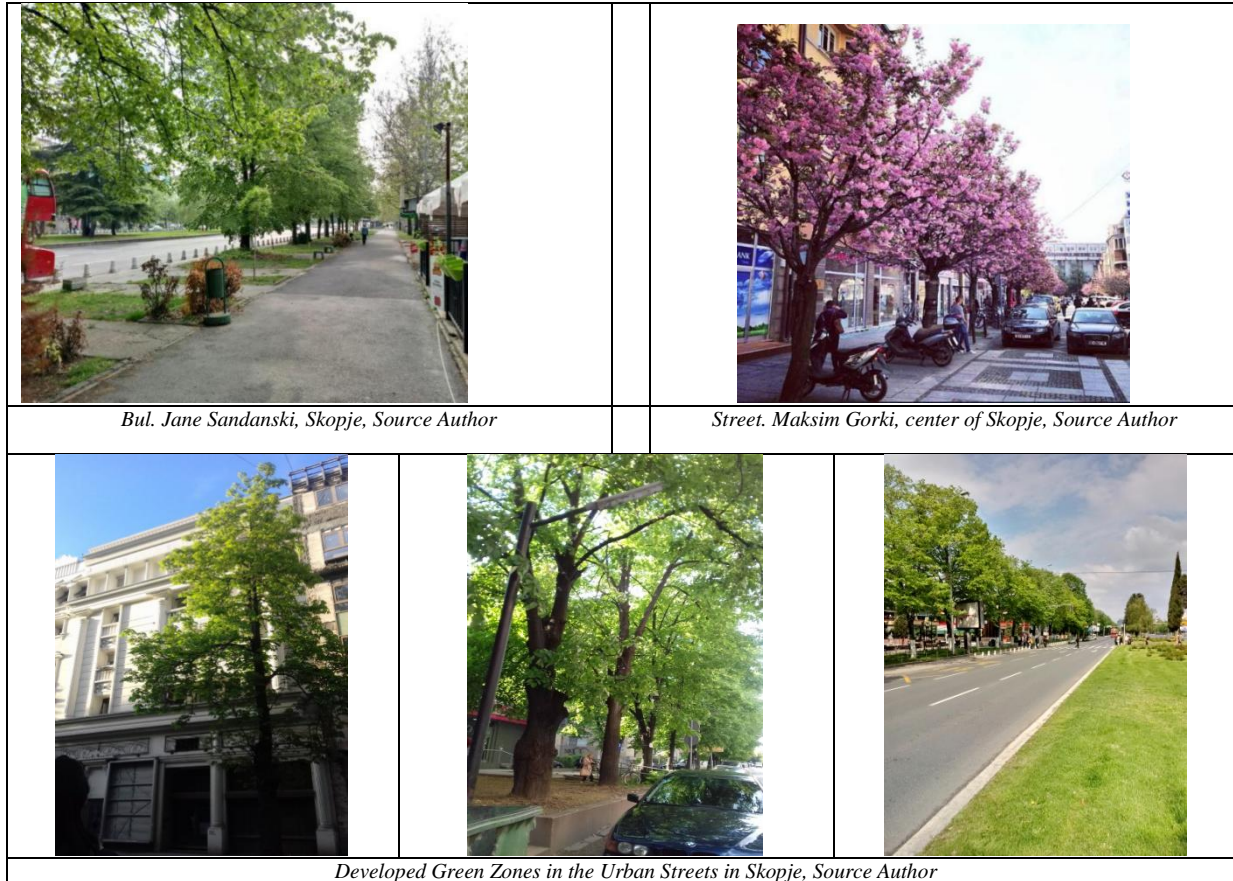 BANK
Bul. Jane Sandanski, Skopje, Source Author
Street. Maksim Gorki, center of Skopje, Source Author
Developed Green Zones in the Urban Streets in Skopje, Source Author